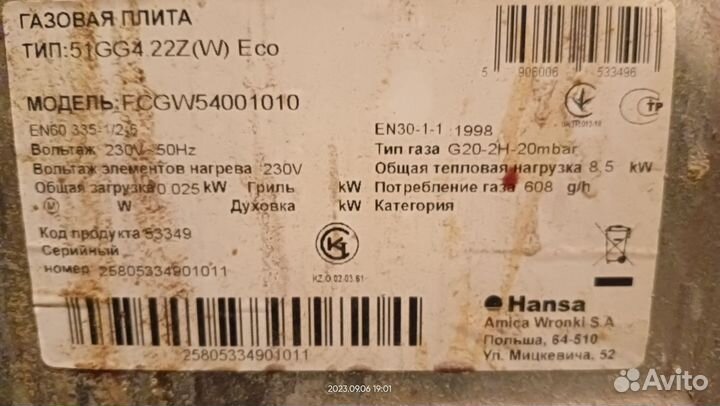 ГАЗОВАЯ ПЛИТА
ТИП:51GG4.22Z(W) Eco
МОДЕЛЬ:FCGW54001010
5 906006 533496
EN60 335-1/2-6
Вольтаж 230V~50Hz
Вольтаж элементов нагрева 230V
Общая загрузка 0.025 kW Гриль kW
M W Духовка kW
EN30-1-1 :1998
Тип газа G20-2H-20mbar
Общая тепловая нагрузка 8,5 kW
Потребление газа 608 g/h
Категория
ТР
Код продукта 53349
Серийный
номер 25805334901011
KZ.O.02.03.61
Hansa
Amica Wronki S.A
Польша, 64-510
Ул. Мицкевича, 52
25805334901011
2023.09.06 19:01
Avito